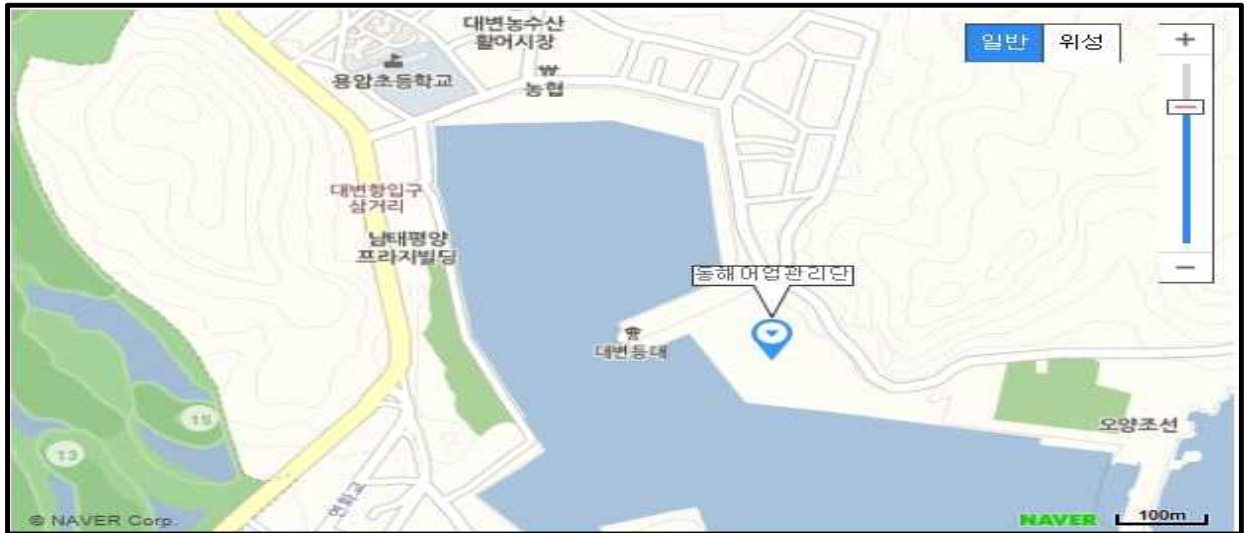 대변농수산
활어시장
일반 위성
+
용암초등학교
₩
농협
대변항입구
삼거리
남태평양
프라자빌딩
동해어업관리단
−
대변등대
오양조선
15
13
연화교
© NAVER Corp.
NAVER
100m